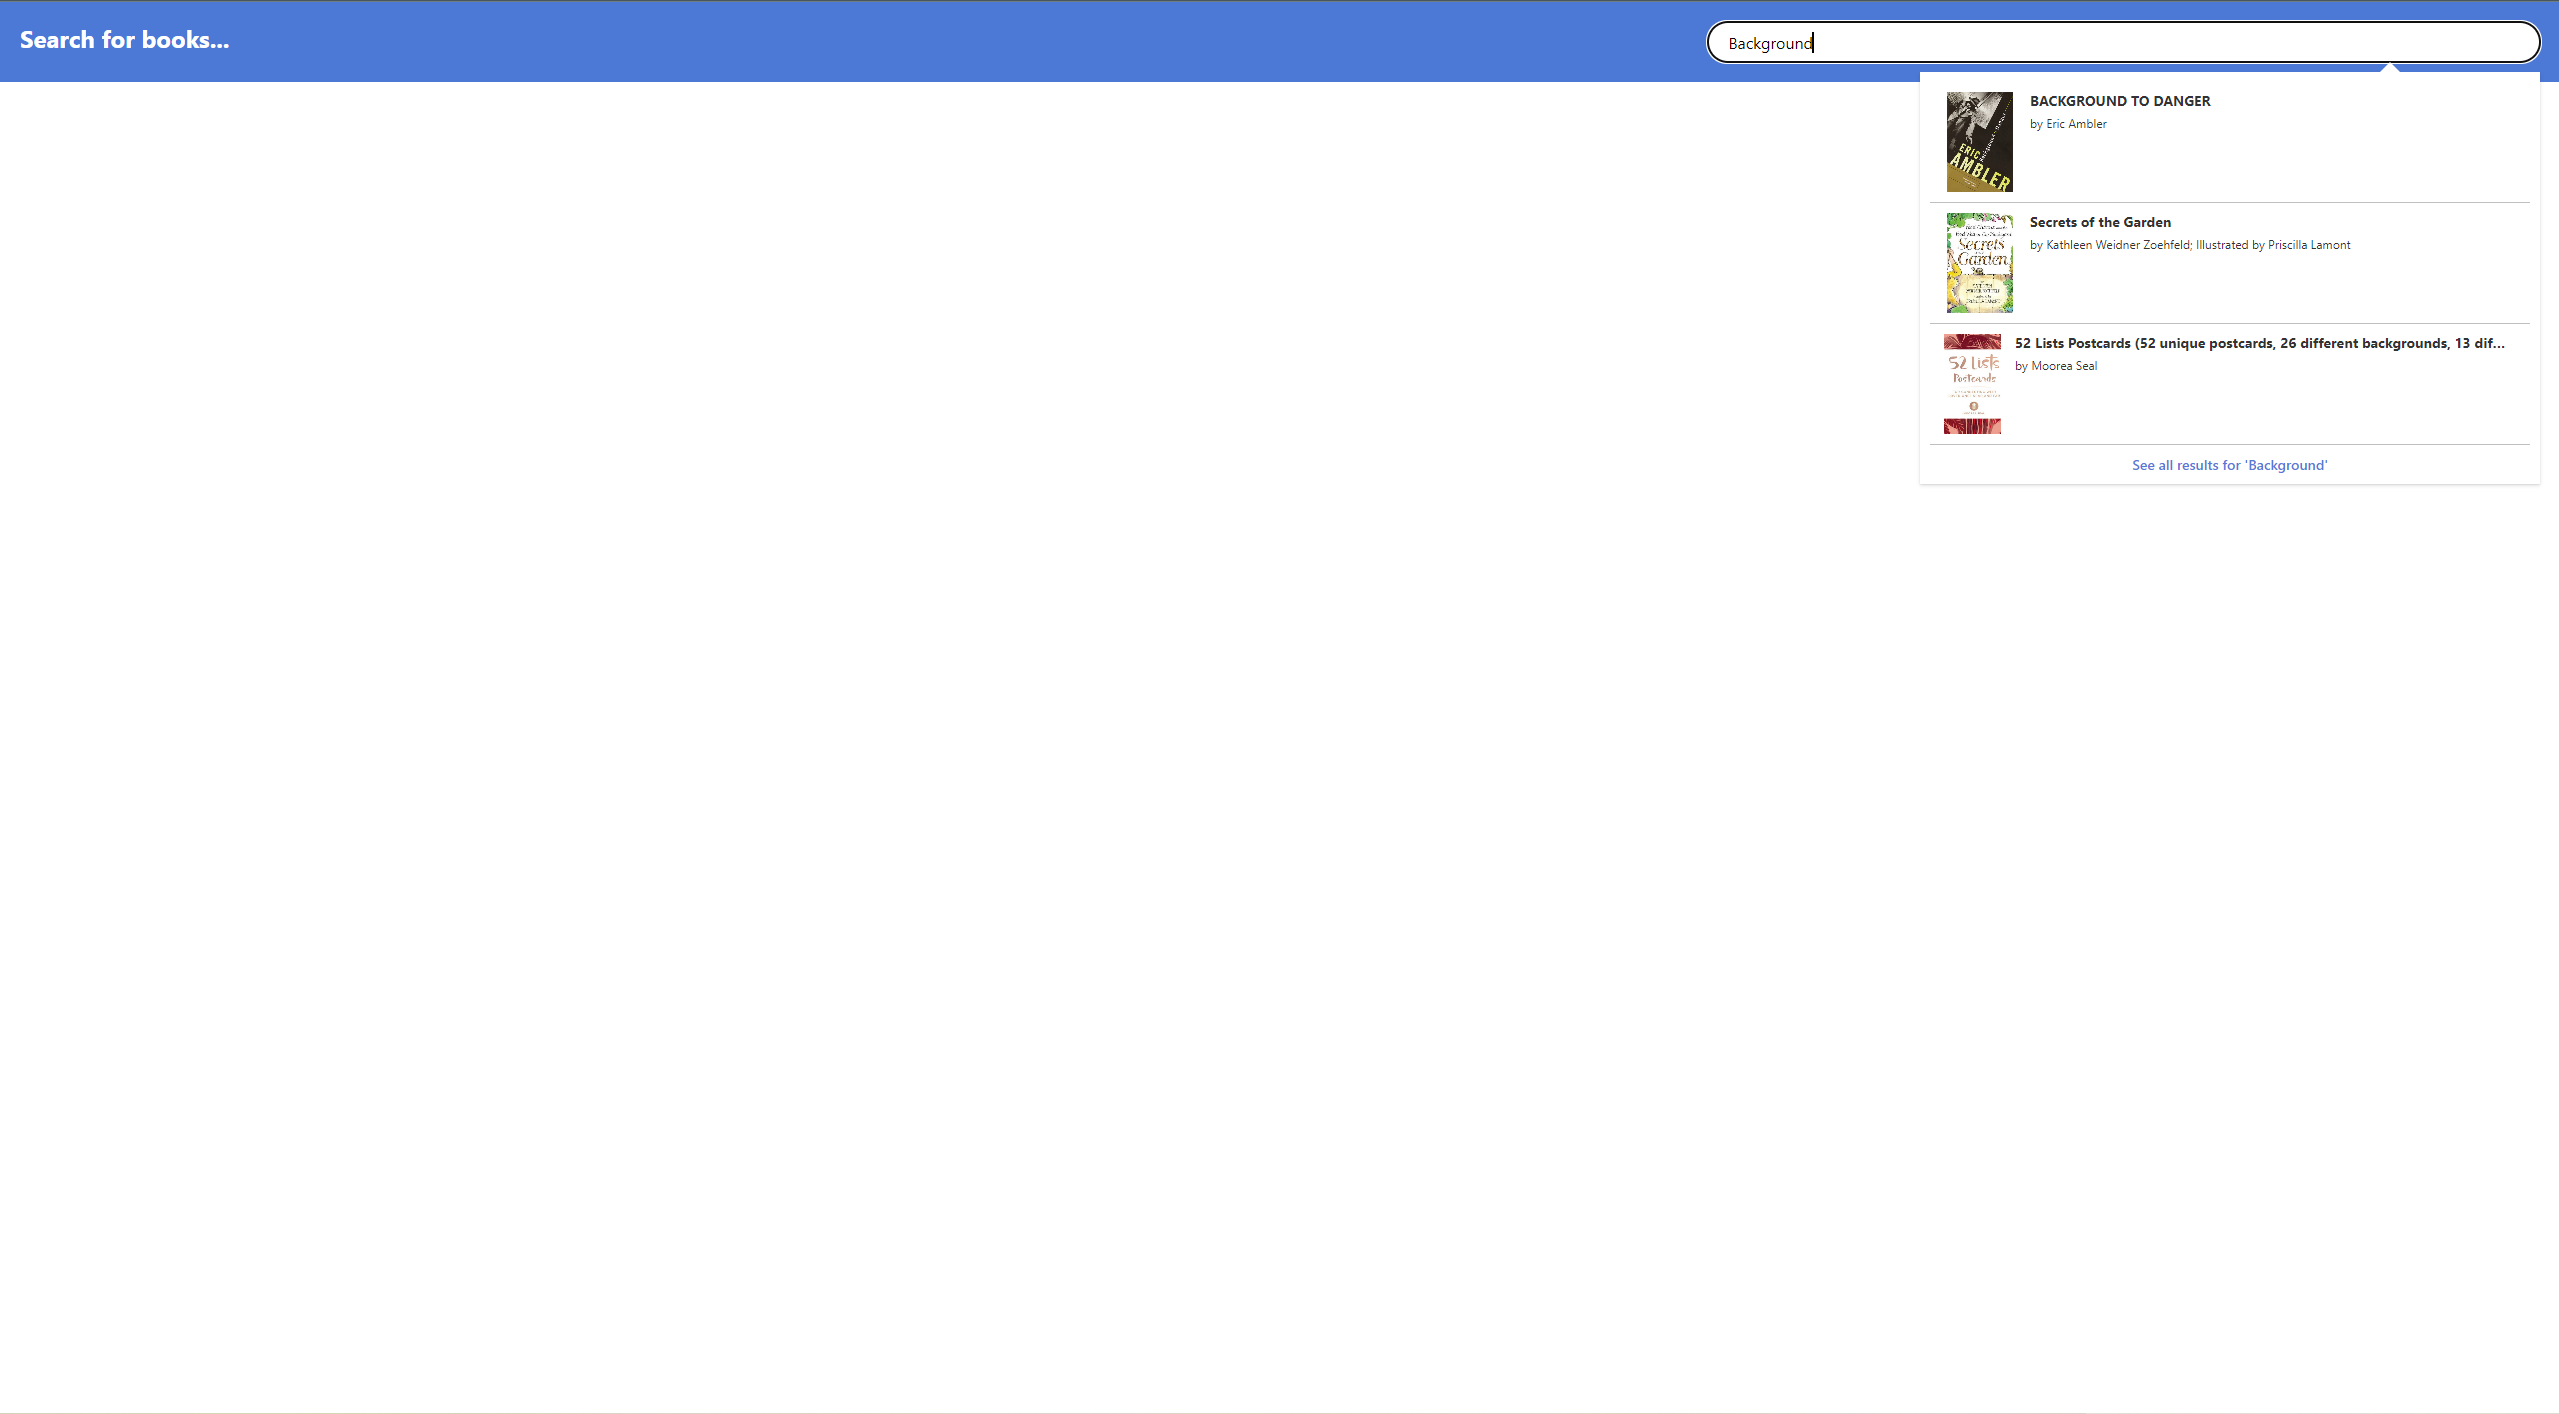 Search for books...
Background
BACKGROUND TO DANGER
by Eric Ambler
ERIC
AMBLER
Secrets of the Garden
by Kathleen Weidner Zoehfeld; Illustrated by Priscilla Lamont
Secrets
Garden
52 Lists Postcards (52 unique postcards, 26 different backgrounds, 13 dif...
by Moorea Seal
52 Lists
Postcards
See all results for 'Background'